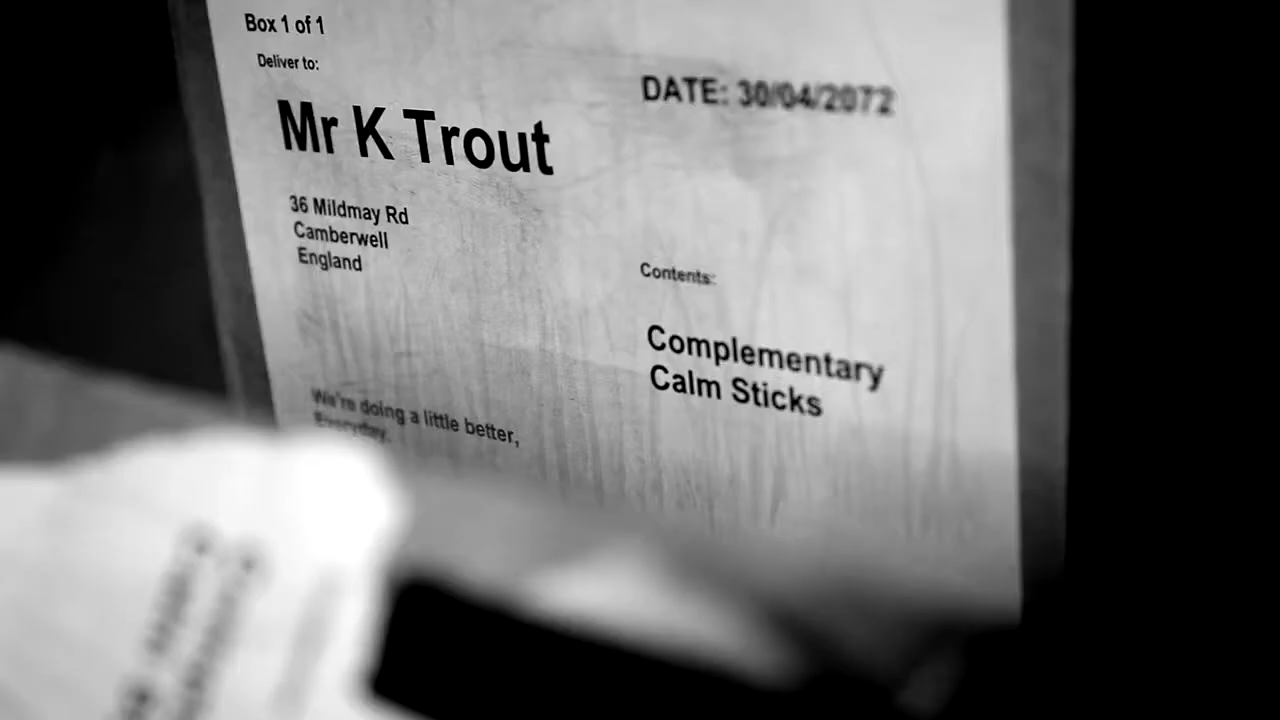 Box 1 of 1
Deliver to:
Mr K Trout
36 Mildmay Rd
Camberwell
England
We're doing a little better,
Everyday.
DATE: 30/04/2072
Contents:
Complementary
Calm Sticks